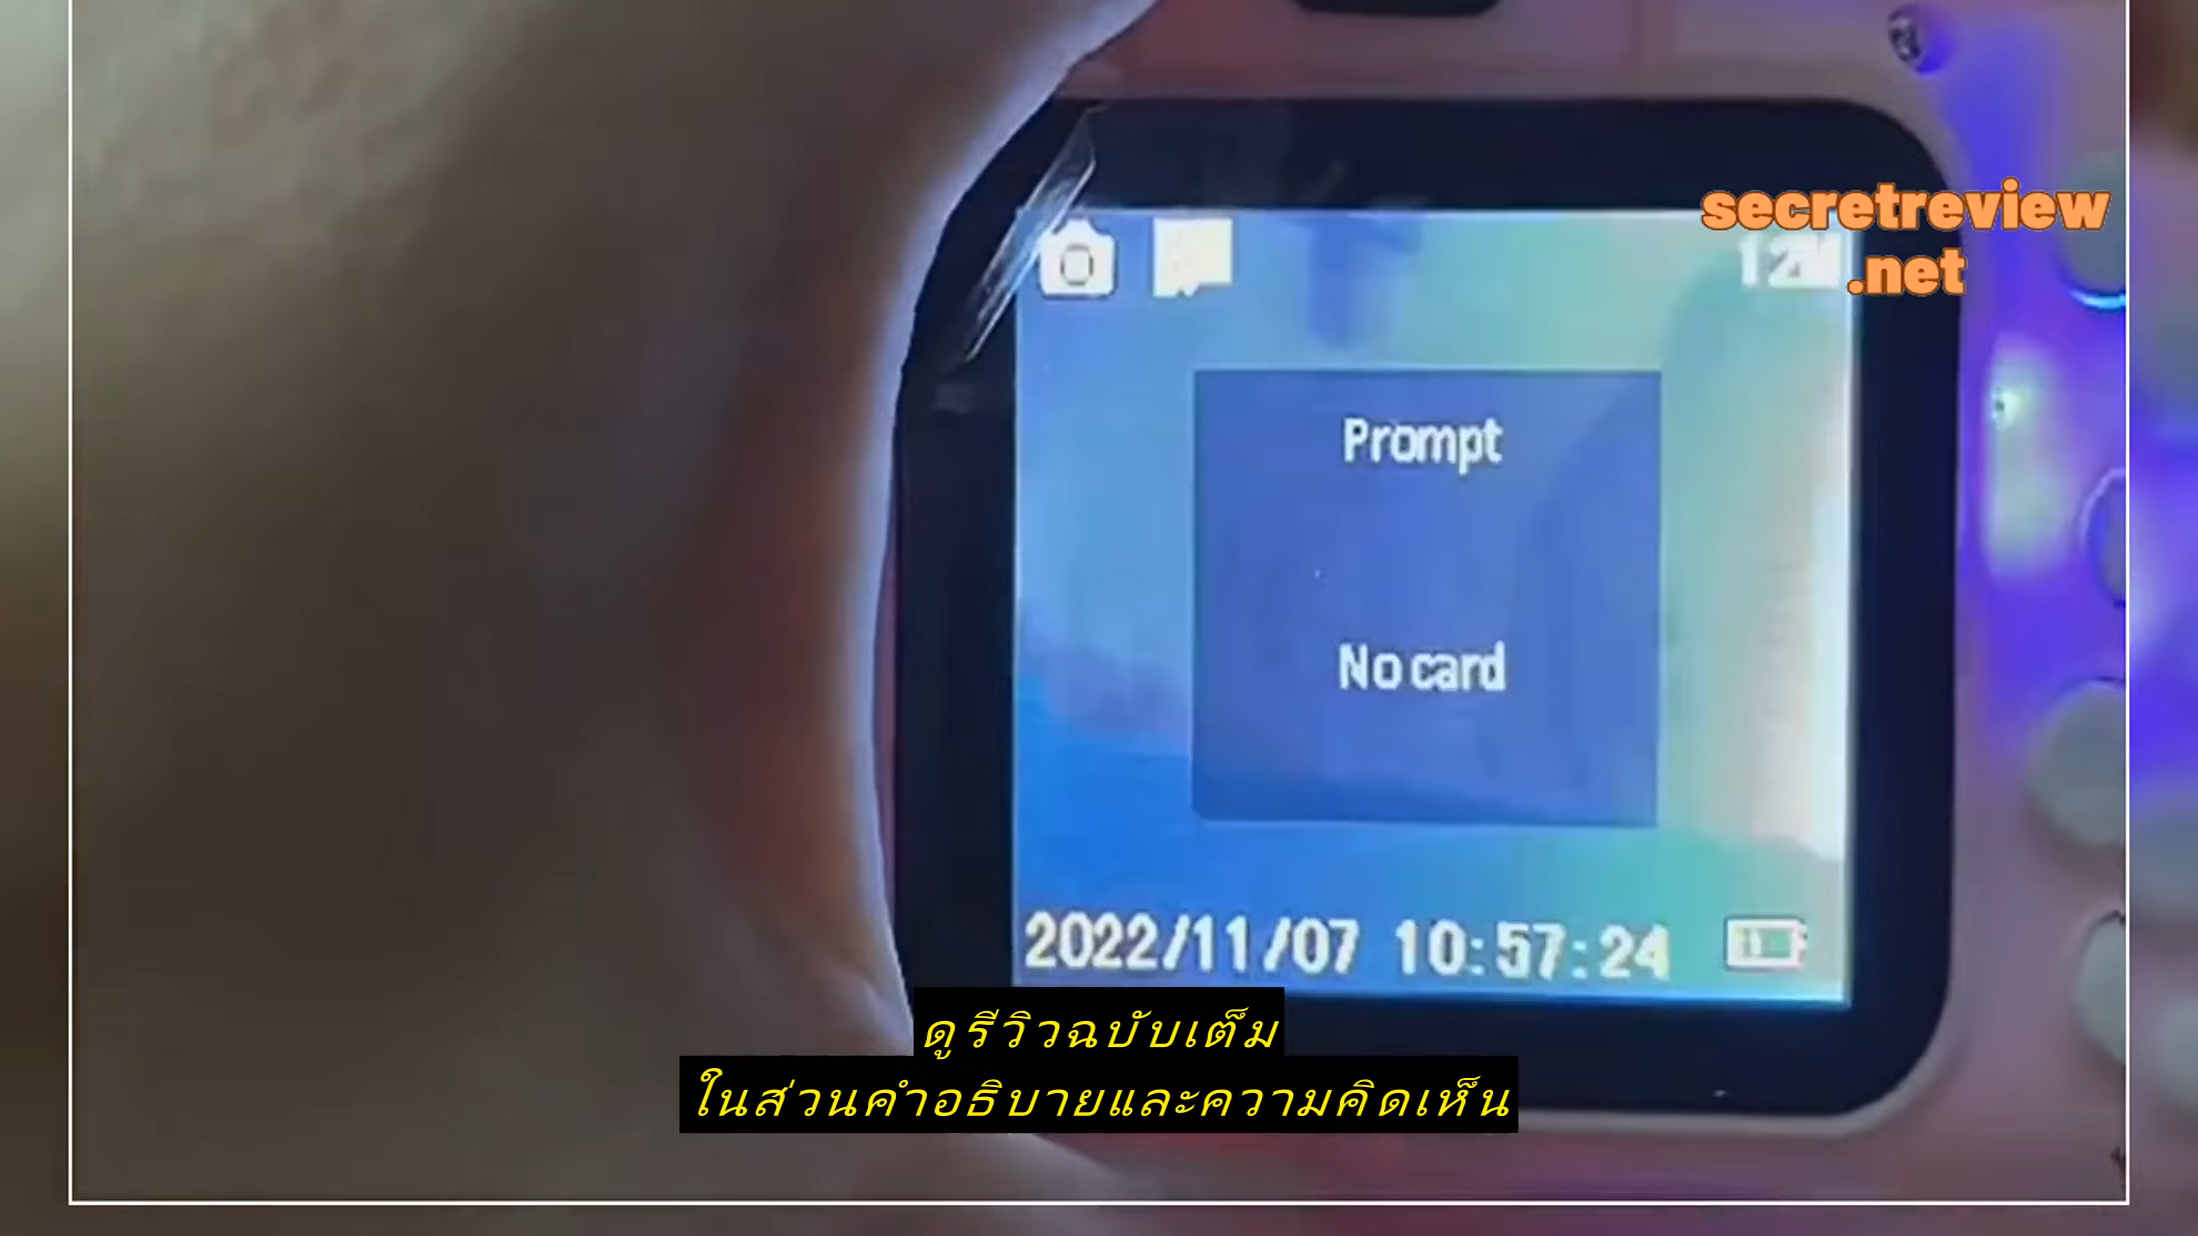 secretreview
.net
12M
Prompt
No card
2022/11/07 10:57:24
ดูรีวิวฉบับเต็ม
ในส่วนคำอธิบายและความคิดเห็น